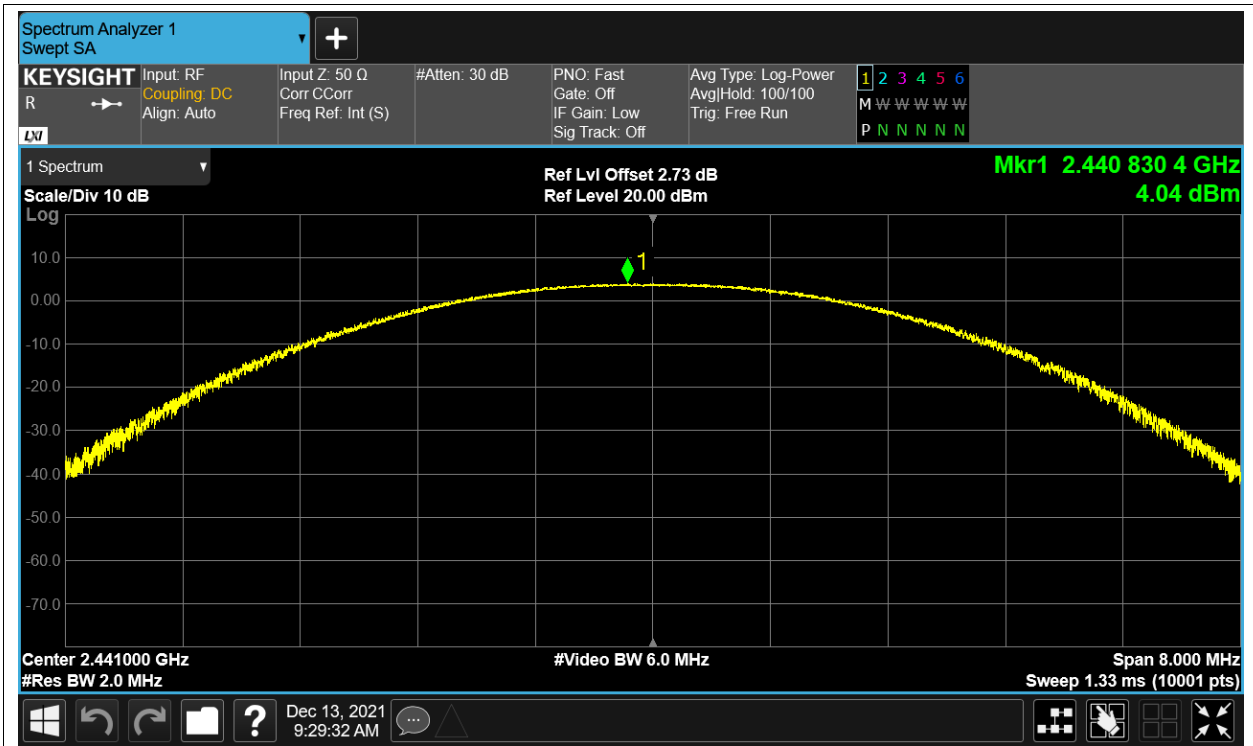 Spectrum Analyzer 1
Swept SA
KEYSIGHT
R
LXI
Input: RF
Coupling: DC
Align: Auto
Input Z: 50 Ω
Corr CCorr
Freq Ref: Int (S)
#Atten: 30 dB
PNO: Fast
Gate: Off
IF Gain: Low
Sig Track: Off
Avg Type: Log-Power
Avg|Hold: 100/100
Trig: Free Run
1 2 3 4 5 6
M W W W W W
P N N N N N
1 Spectrum
Scale/Div 10 dB
Log
Ref Lvl Offset 2.73 dB
Ref Level 20.00 dBm
Mkr1 2.440 830 4 GHz
4.04 dBm
1
10.0
0.00
-10.0
-20.0
-30.0
-40.0
-50.0
-60.0
-70.0
Center 2.441000 GHz
#Res BW 2.0 MHz
#Video BW 6.0 MHz
Span 8.000 MHz
Sweep 1.33 ms (10001 pts)
?
Dec 13, 2021
9:29:32 AM